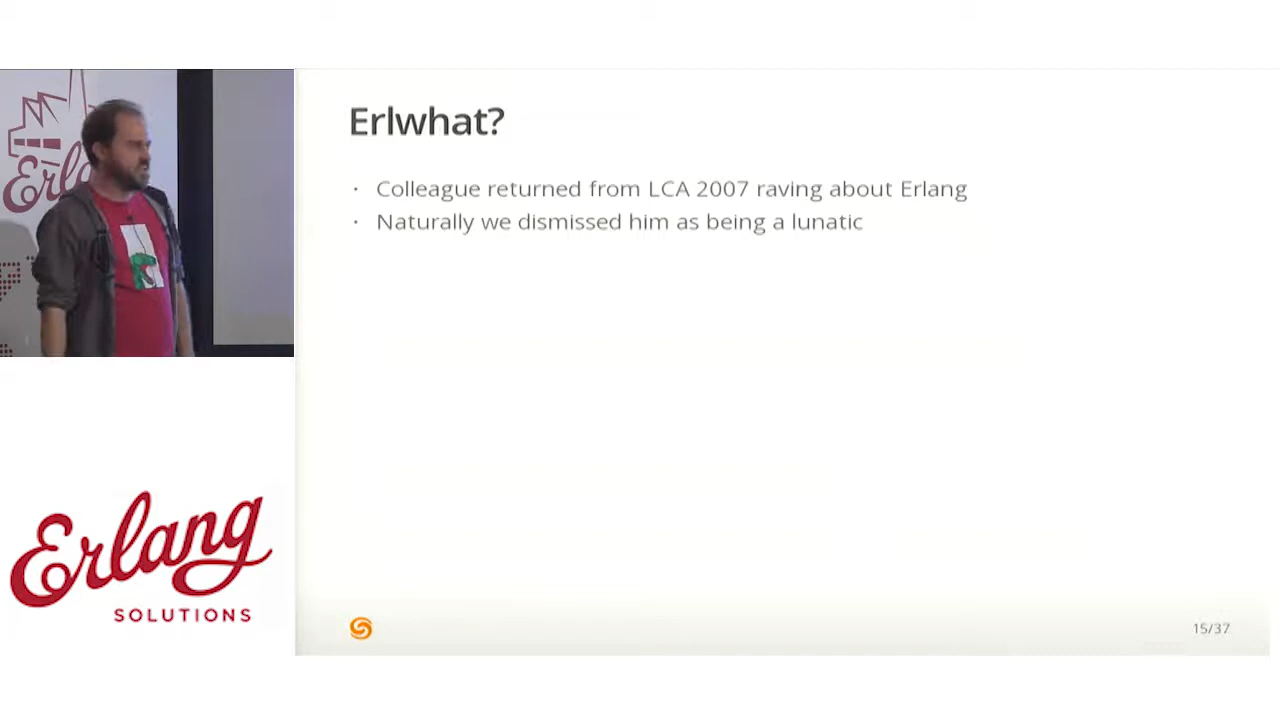 Erlwhat?
· Colleague returned from LCA 2007 raving about Erlang
· Naturally we dismissed him as being a lunatic
Erla
Erlang
SOLUTIONS
15/37